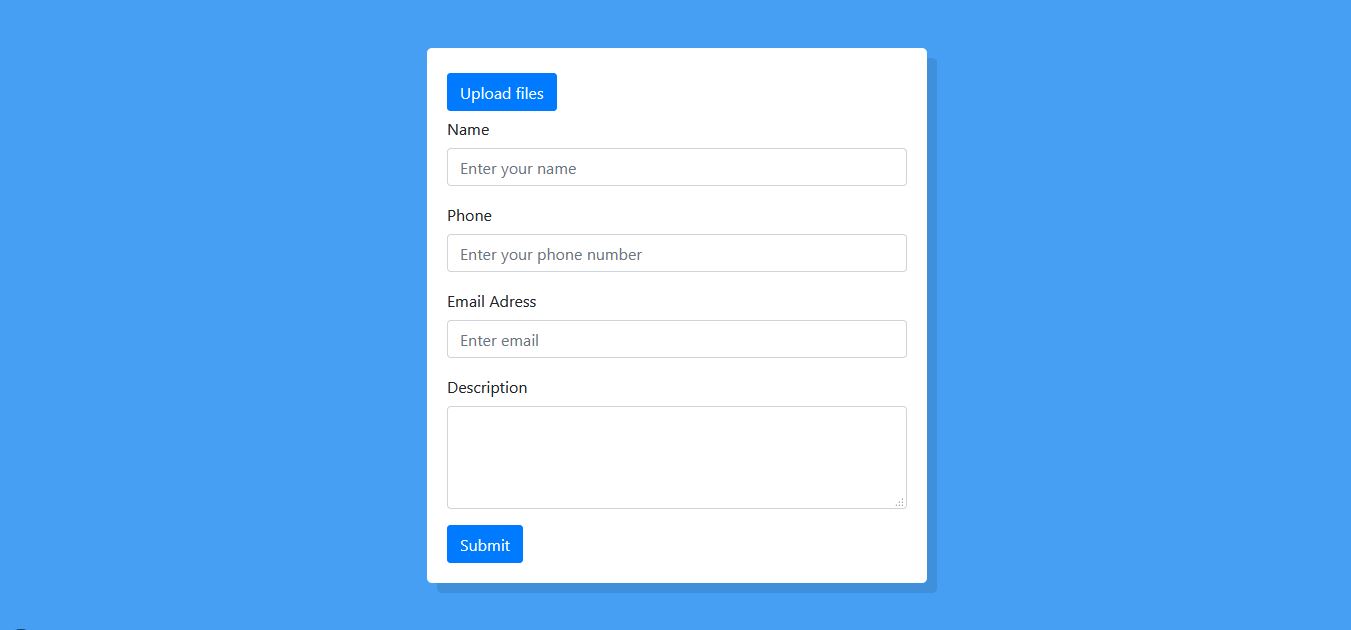 Upload files
Name
Enter your name
Phone
Enter your phone number
Email Adress
Enter email
Description
Submit